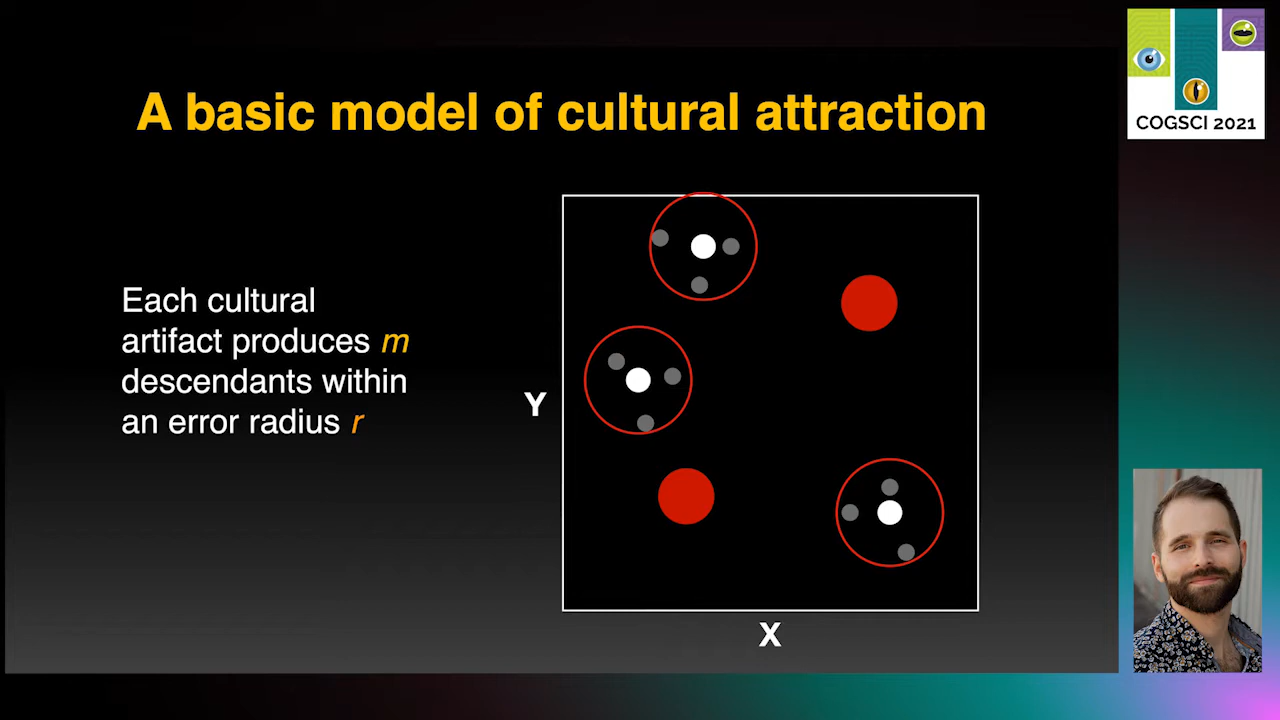 A basic model of cultural attraction
Each cultural
artifact produces m
descendants within
an error radius r
Y
X
COGSCI 2021